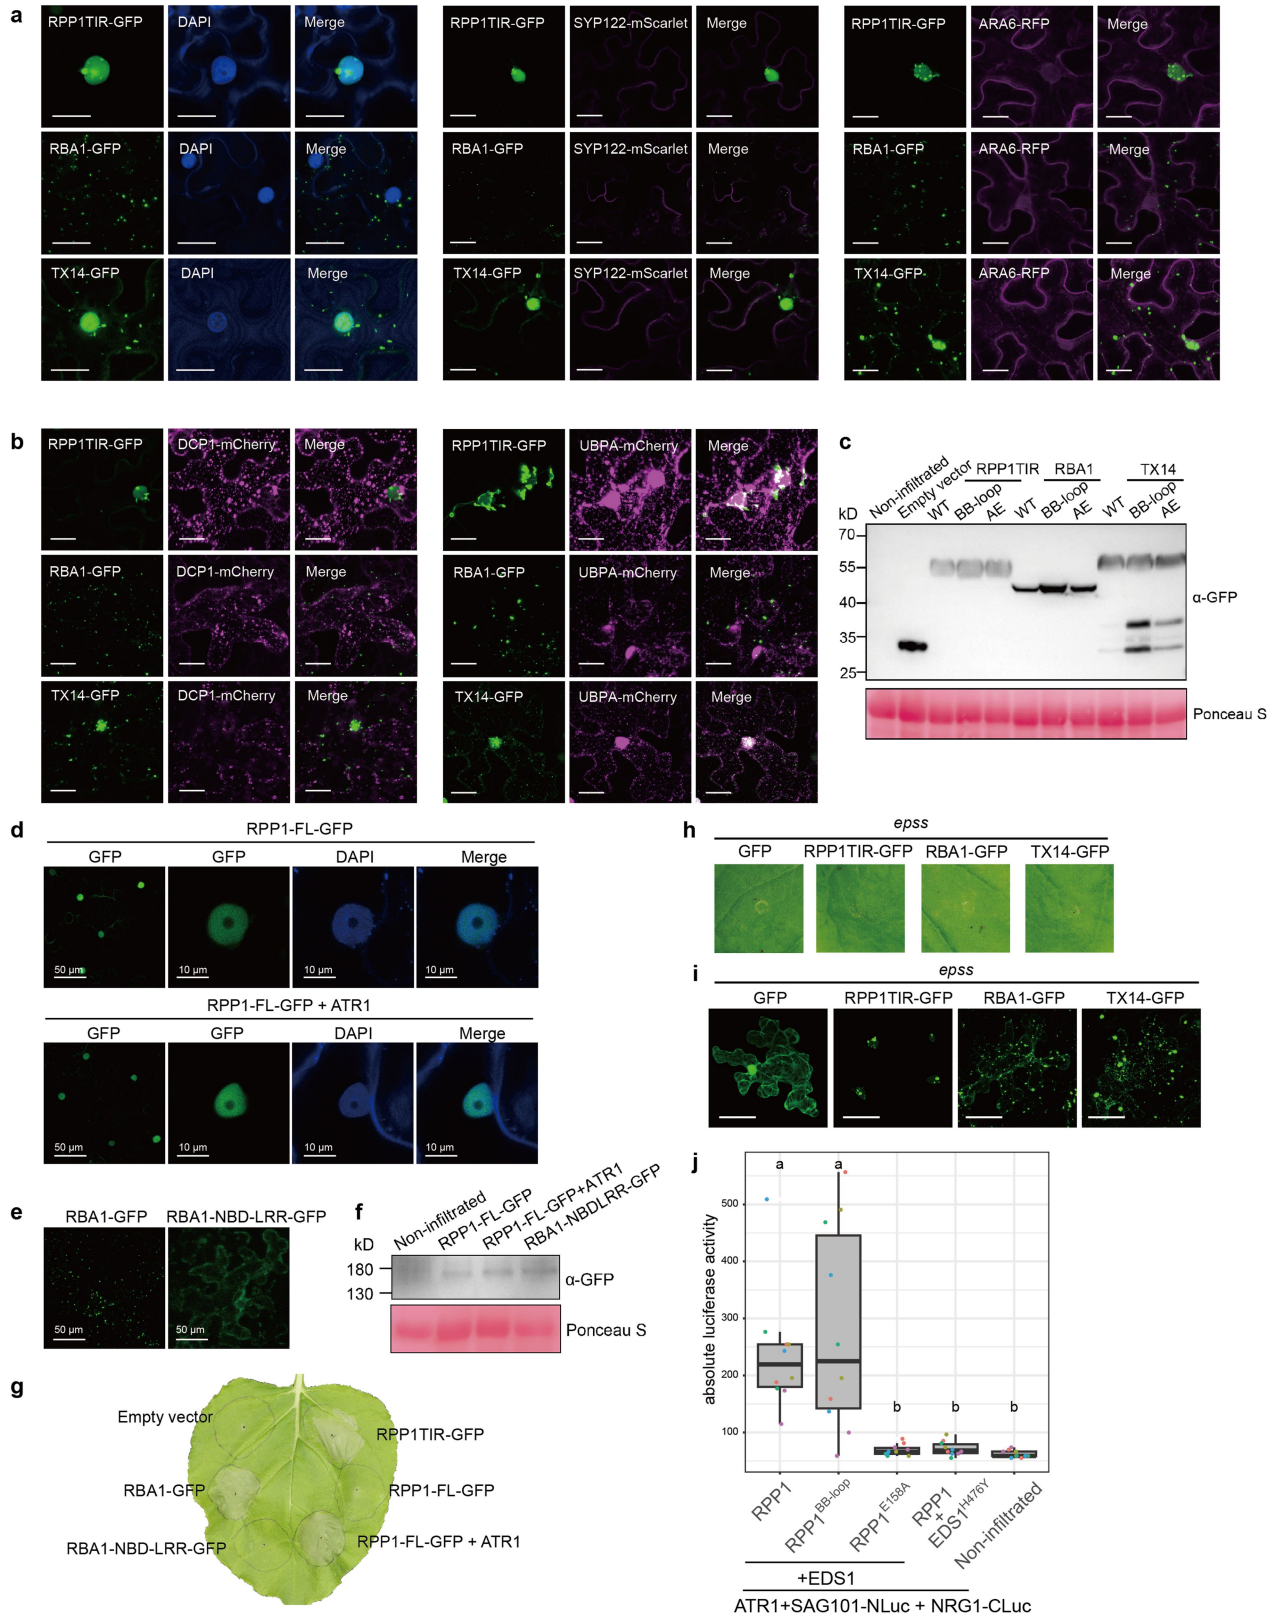 a
RPP1TIR-GFP DAPI Merge RPP1TIR-GFP SYP122-mScarlet Merge RPP1TIR-GFP ARA6-RFP Merge
RBA1-GFP DAPI Merge RBA1-GFP SYP122-mScarlet Merge RBA1-GFP ARA6-RFP Merge
TX14-GFP DAPI Merge TX14-GFP SYP122-mScarlet Merge TX14-GFP ARA6-RFP Merge
b
RPP1TIR-GFP DCP1-mCherry Merge RPP1TIR-GFP UBPA-mCherry Merge
RBA1-GFP DCP1-mCherry Merge RBA1-GFP UBPA-mCherry Merge
TX14-GFP DCP1-mCherry Merge TX14-GFP UBPA-mCherry Merge
c
RPP1TIR RBA1 TX14
Non-infiltrated Empty vector WT BB-loop AE WT BB-loop AE WT BB-loop AE
kD
70
55
40
35
25
α-GFP
Ponceau S
d
RPP1-FL-GFP
GFP GFP DAPI Merge
50 µm 10 µm 10 µm 10 µm
RPP1-FL-GFP + ATR1
GFP GFP DAPI Merge
50 µm 10 µm 10 µm 10 µm
e
RBA1-GFP RBA1-NBD-LRR-GFP
50 µm 50 µm
f
Non-infiltrated RPP1-FL-GFP RPP1-FL-GFP+ATR1 RBA1-NBDLRR-GFP
kD
180
130
α-GFP
Ponceau S
g
Empty vector
RPP1TIR-GFP
RBA1-GFP
RPP1-FL-GFP
RBA1-NBD-LRR-GFP
RPP1-FL-GFP + ATR1
h
epss
GFP RPP1TIR-GFP RBA1-GFP TX14-GFP
i
epss
GFP RPP1TIR-GFP RBA1-GFP TX14-GFP
j
absolute luciferase activity
500
400
300
200
100
a a b b b
RPP1 RPP1BB-loop RPP1E158A RPP1 + EDS1H476Y Non-infiltrated
+EDS1
ATR1+SAG101-NLuc + NRG1-CLuc